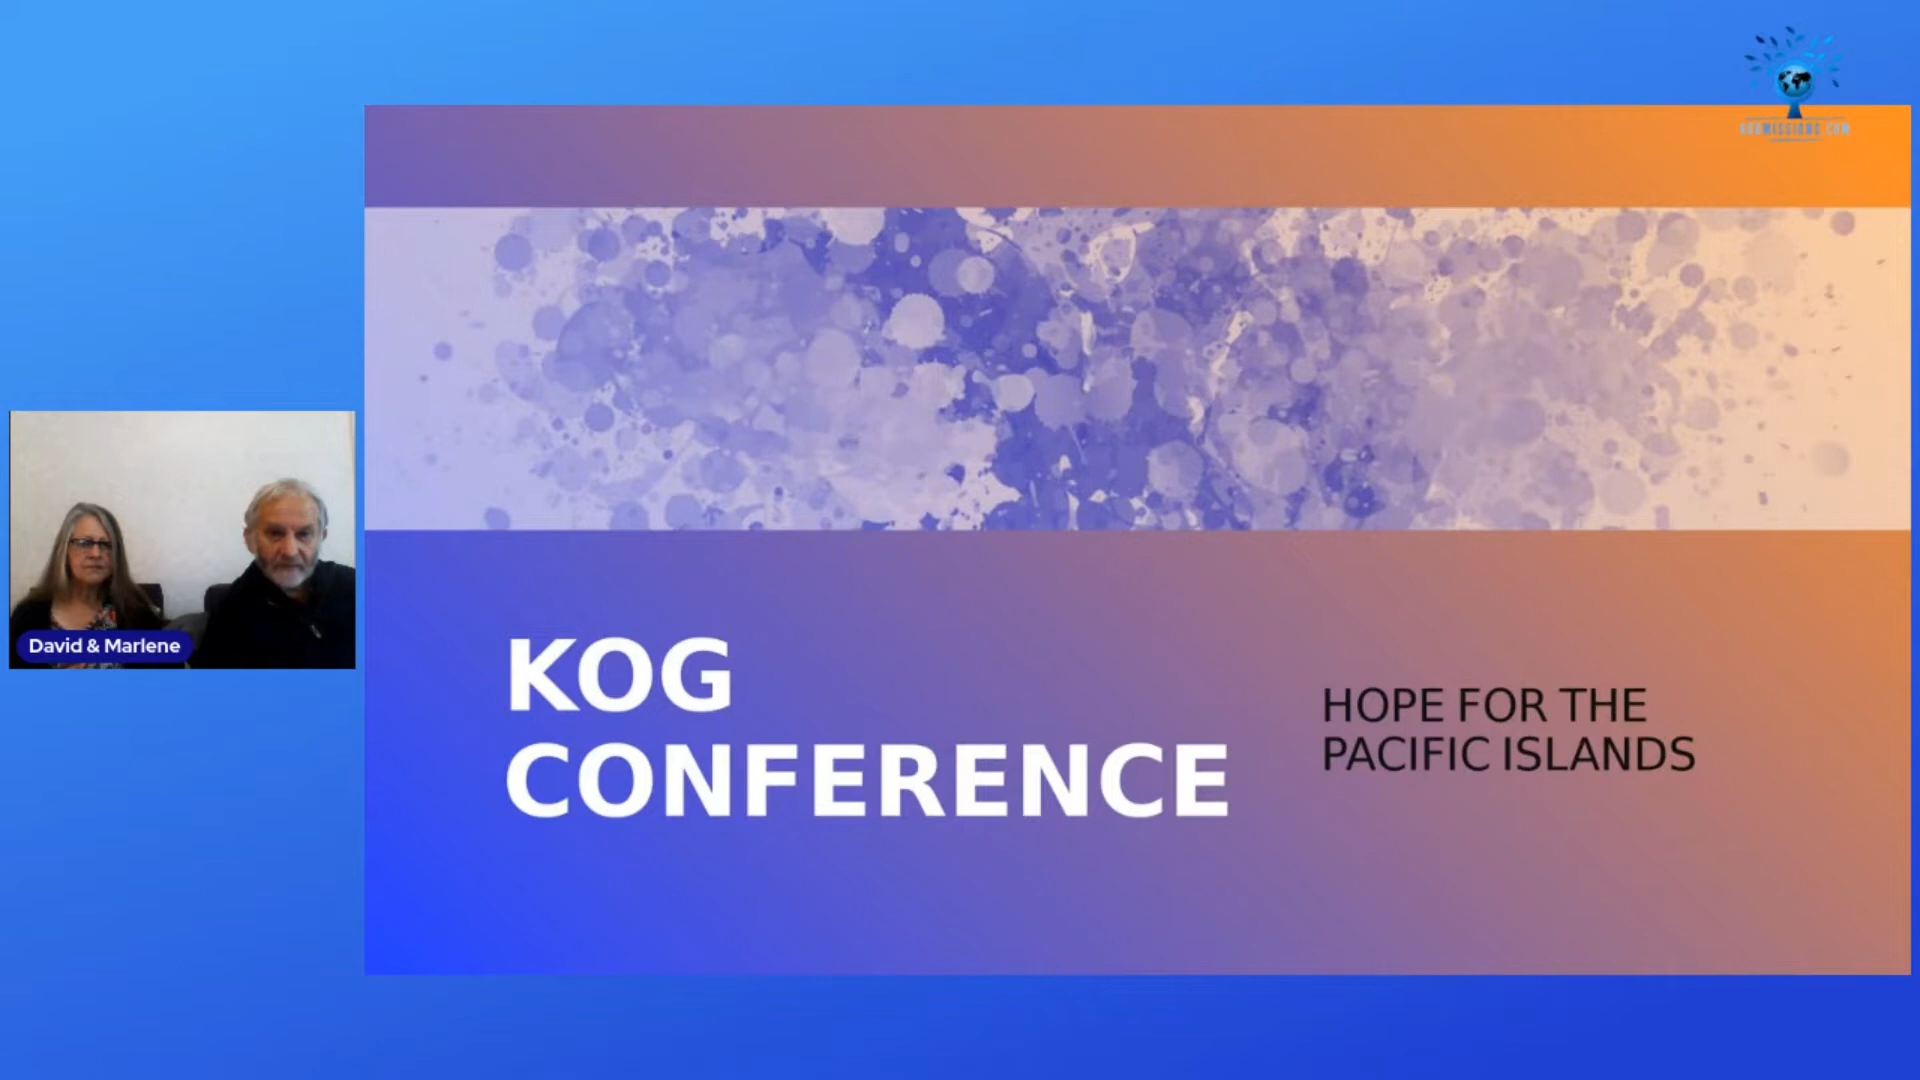 David & Marlene
KOG
CONFERENCE
HOPE FOR THE
PACIFIC ISLANDS